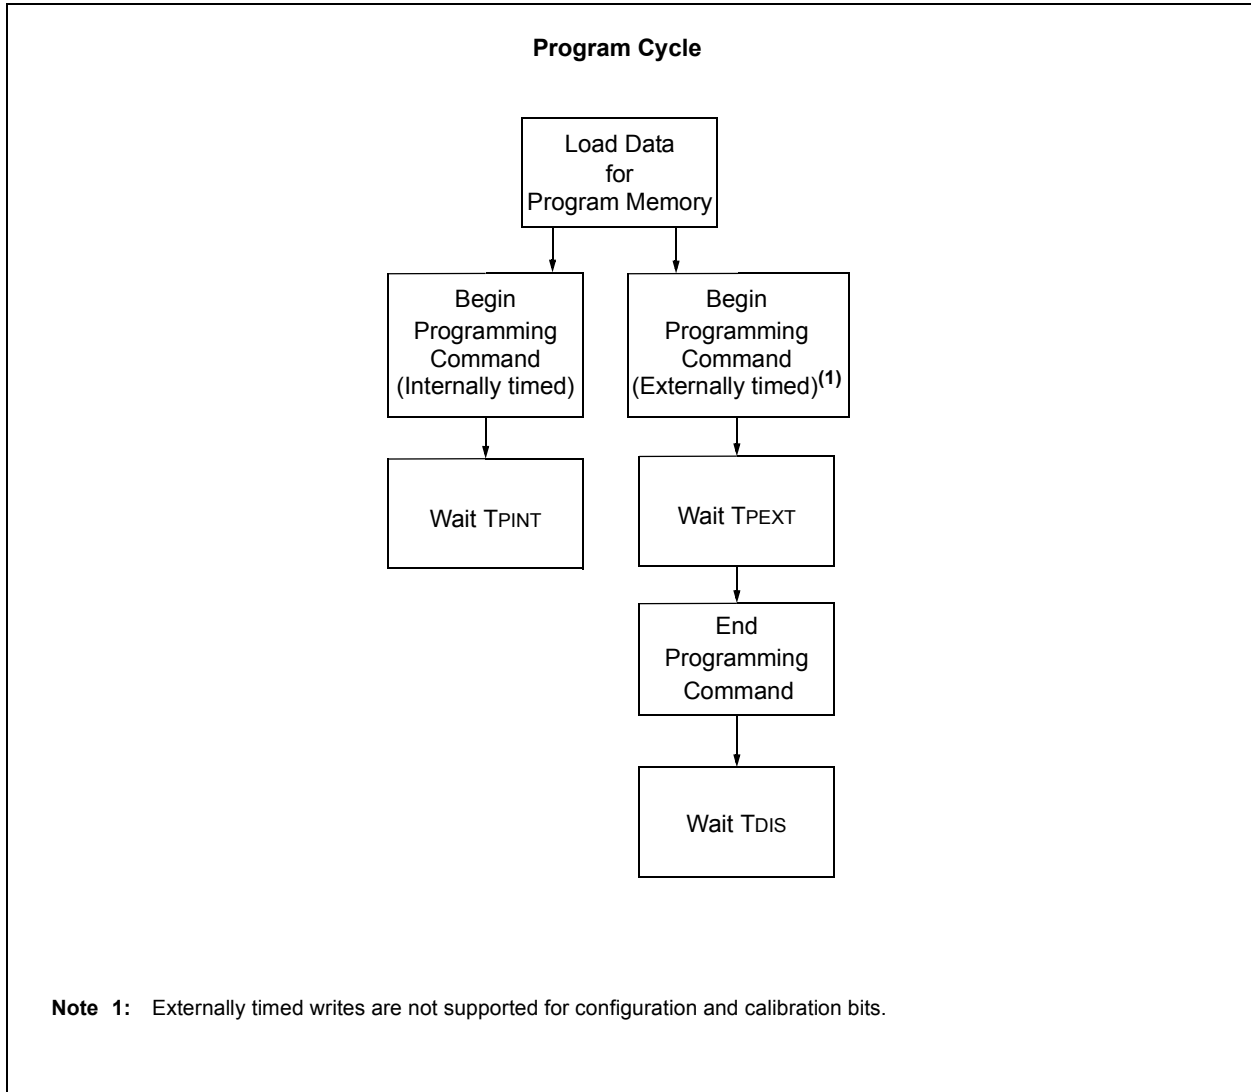 Program Cycle
Load Data
for
Program Memory
Begin
Programming
Command
(Internally timed)
Wait TPINT
Begin
Programming
Command
(Externally timed)(1)
Wait TPEXT
End
Programming
Command
Wait TDIS
Note 1: Externally timed writes are not supported for configuration and calibration bits.